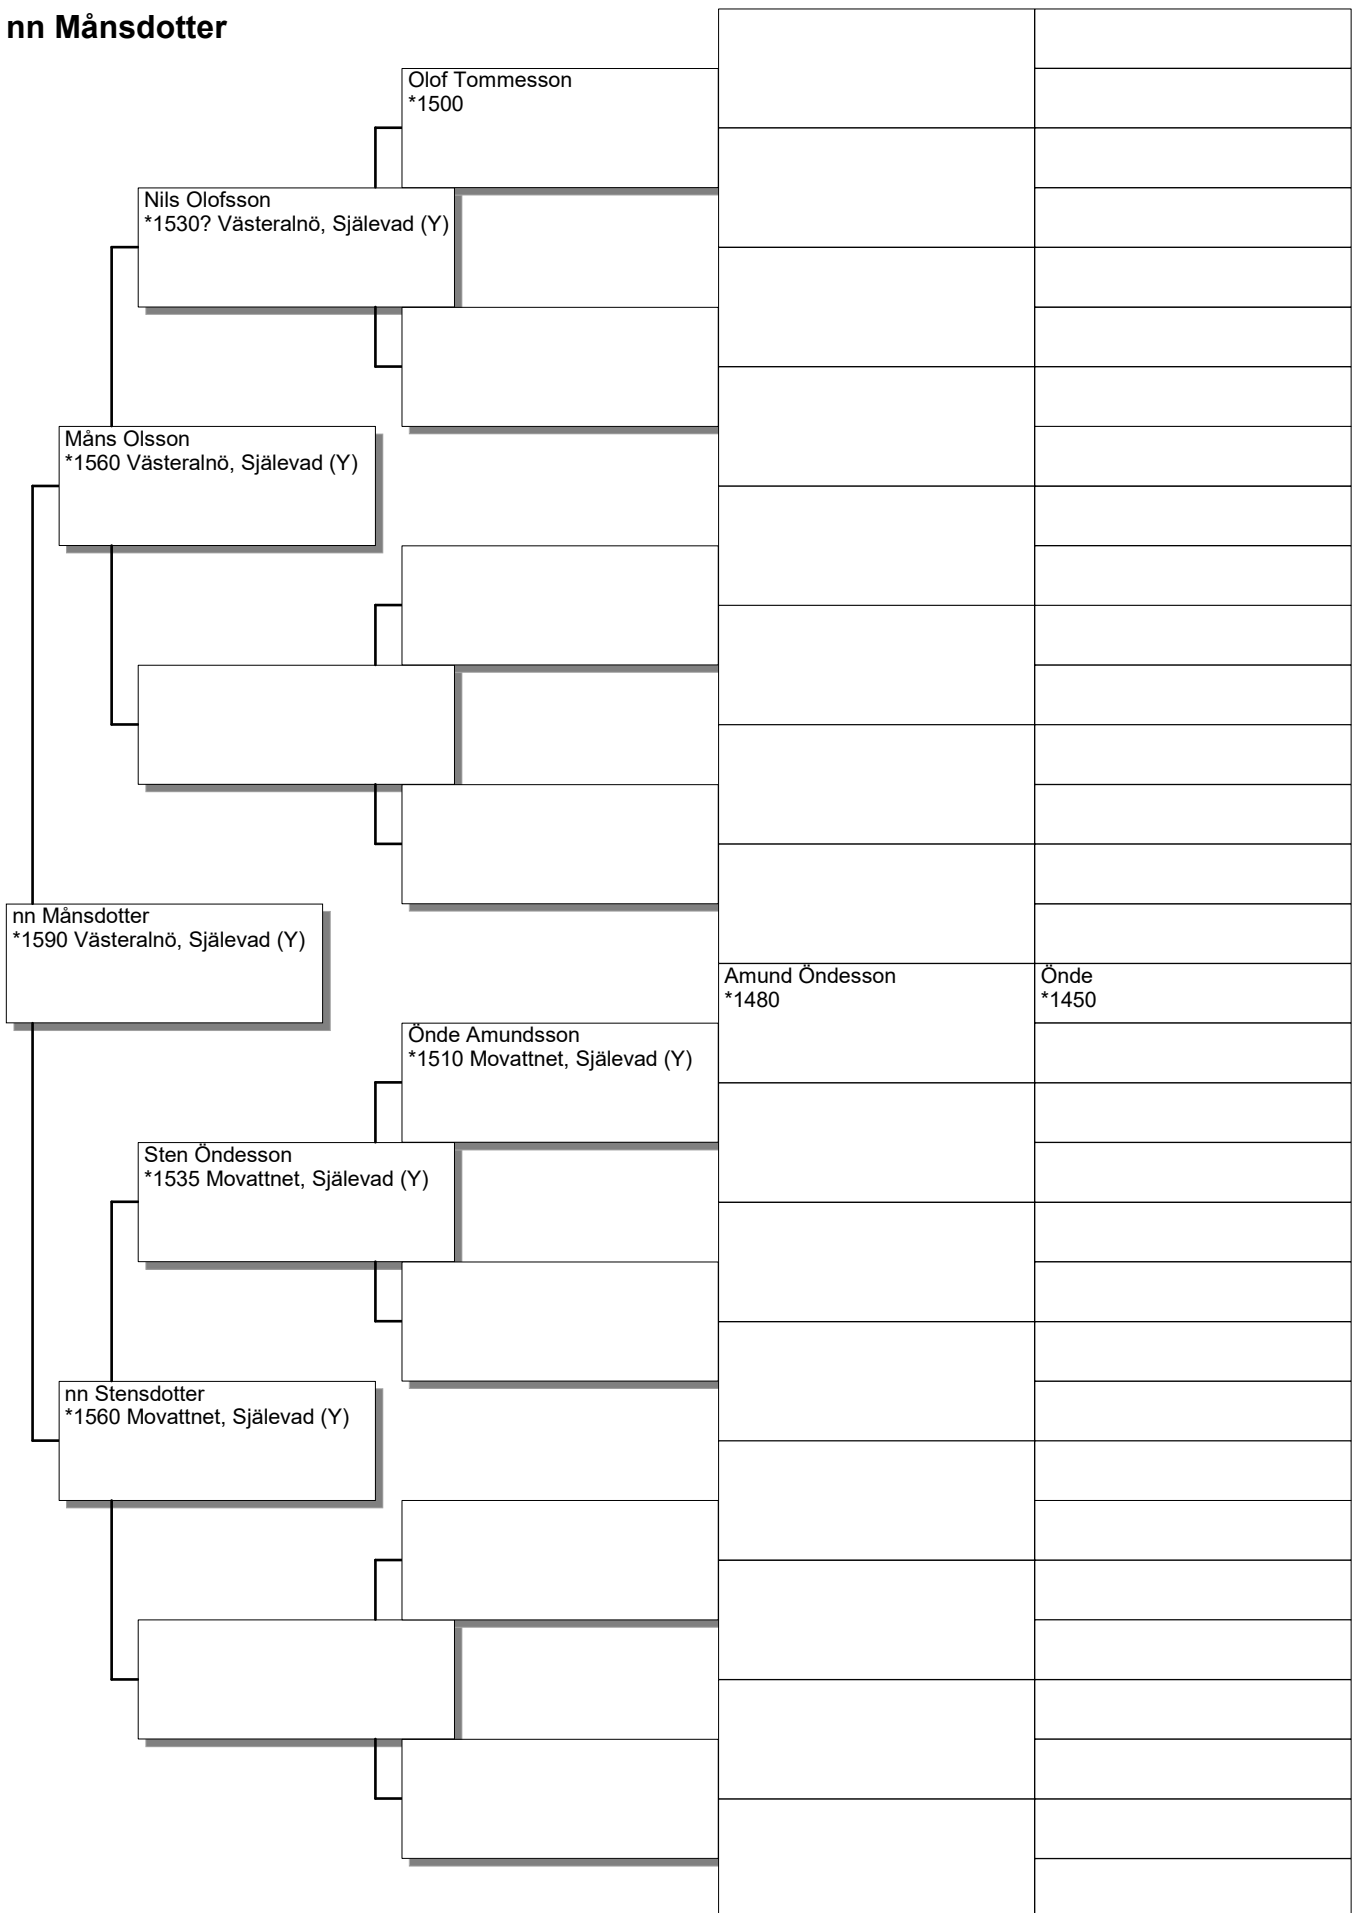 nn Månsdotter
Olof Tommesson
*1500
Nils Olofsson
*1530? Västeralnö, Själevad (Y)
Måns Olsson
*1560 Västeralnö, Själevad (Y)
nn Månsdotter
*1590 Västeralnö, Själevad (Y)
Amund Öndesson
*1480
Önde
*1450
Önde Amundsson
*1510 Movattnet, Själevad (Y)
Sten Öndesson
*1535 Movattnet, Själevad (Y)
nn Stensdotter
*1560 Movattnet, Själevad (Y)